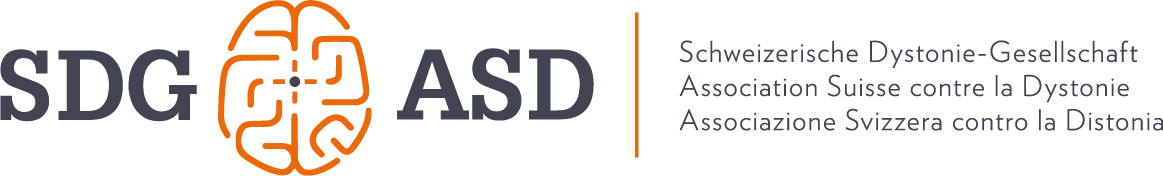 SDG ASD
Schweizerische Dystonie-Gesellschaft
Association Suisse contre la Dystonie
Associazione Svizzera contro la Distonia